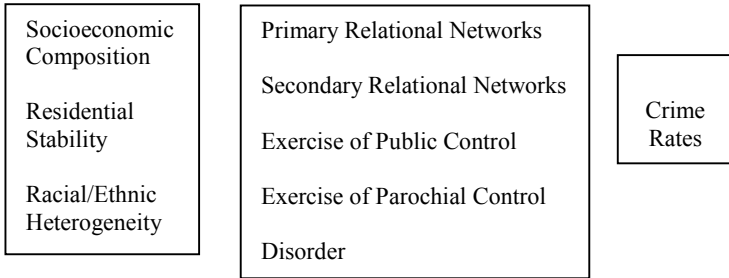 Socioeconomic
Composition
Residential
Stability
Racial/Ethnic
Heterogeneity
Primary Relational Networks
Secondary Relational Networks
Exercise of Public Control
Exercise of Parochial Control
Disorder
Crime
Rates